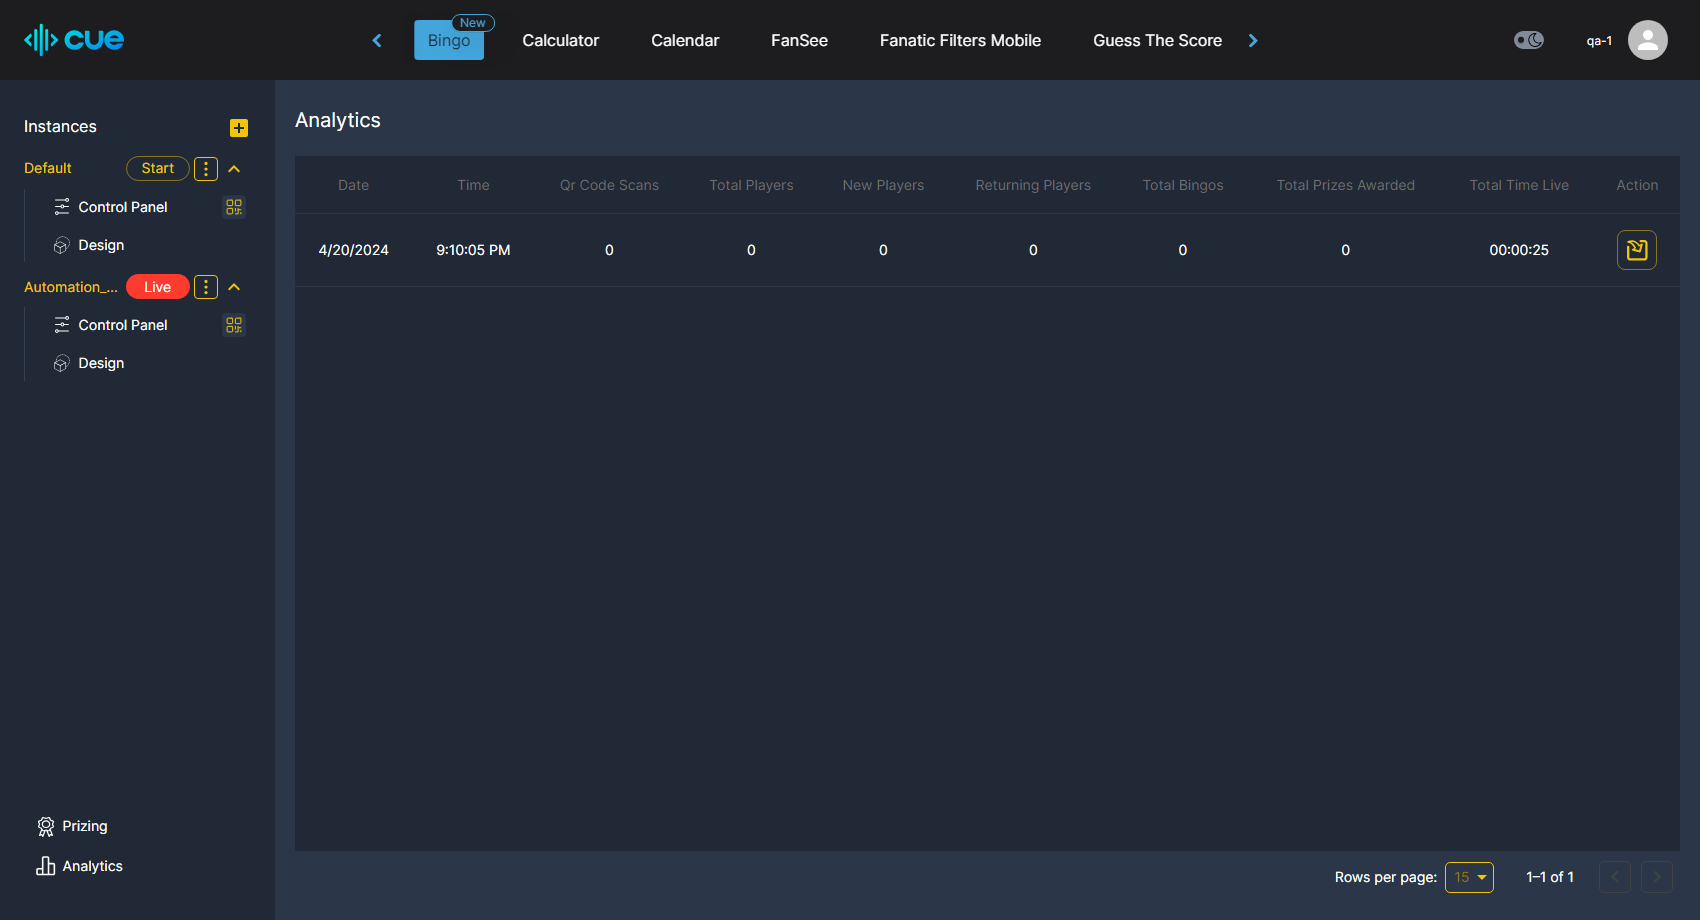 cue
New
Bingo
Calculator
Calendar
FanSee
Fanatic Filters Mobile
Guess The Score
qa-1
Instances
Default
Start
Control Panel
Design
Automation_...
Live
Control Panel
Design
Prizing
Analytics
Analytics
Date Time Qr Code Scans Total Players New Players Returning Players Total Bingos Total Prizes Awarded Total Time Live Action
4/20/2024 9:10:05 PM 0 0 0 0 0 0 00:00:25
Rows per page: 15 1–1 of 1